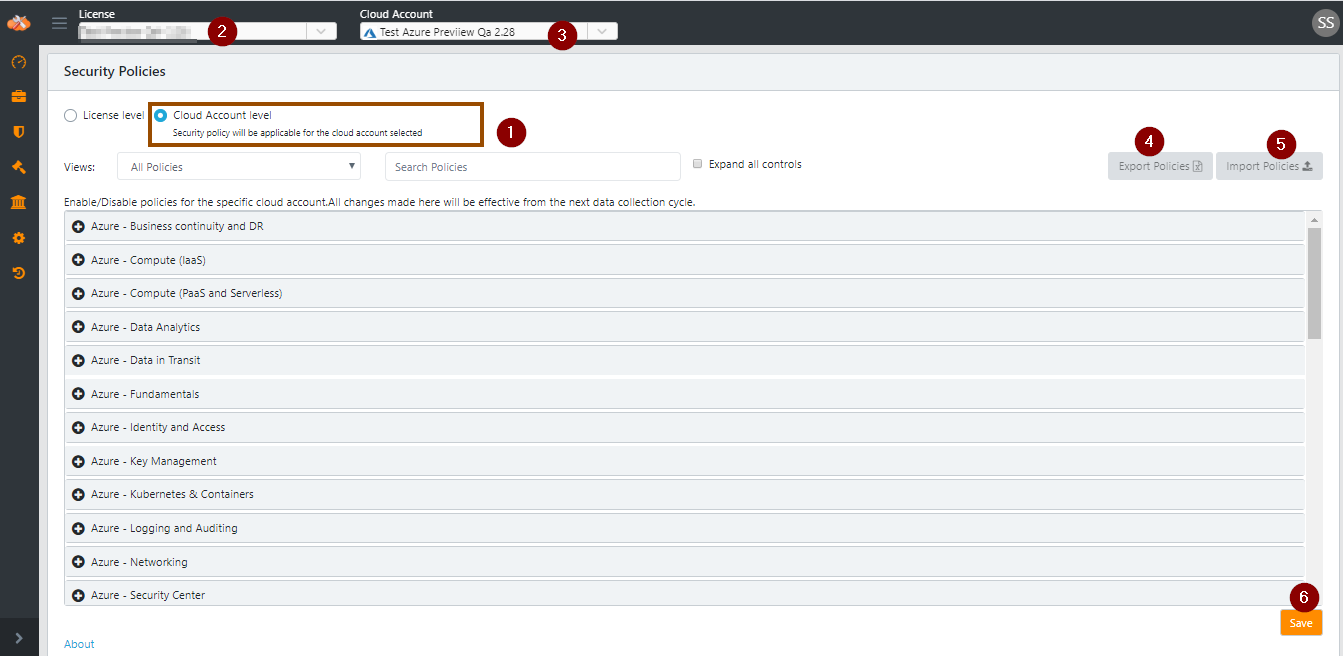 License
Cloud Account
2
Test Azure Previiew Qa 2.28
3
SS
Security Policies
License level
Cloud Account level
Security policy will be applicable for the cloud account selected
1
4
5
Views:
All Policies
Search Policies
Expand all controls
Export Policies
Import Policies
Enable/Disable policies for the specific cloud account.All changes made here will be effective from the next data collection cycle.
Azure - Business continuity and DR
Azure - Compute (IaaS)
Azure - Compute (PaaS and Serverless)
Azure - Data Analytics
Azure - Data in Transit
Azure - Fundamentals
Azure - Identity and Access
Azure - Key Management
Azure - Kubernetes & Containers
Azure - Logging and Auditing
Azure - Networking
Azure - Security Center
6
Save
About